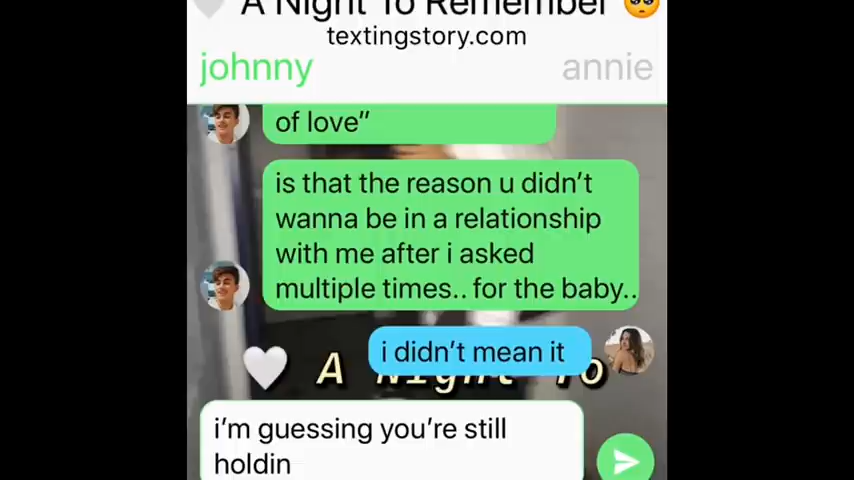 🤍 A Night To Remember 🥺
textingstory.com
johnny
annie
of love”
is that the reason u didn’t
wanna be in a relationship
with me after i asked
multiple times.. for the baby..
i didn’t mean it
🤍 A Night To
i’m guessing you’re still
holdin